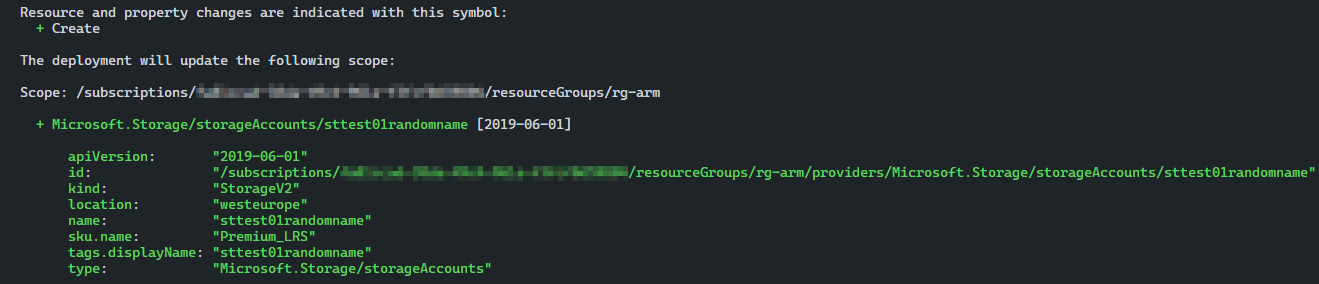 Resource and property changes are indicated with this symbol:
+ Create
The deployment will update the following scope:
Scope: /subscriptions/ /resourceGroups/rg-arm
+ Microsoft.Storage/storageAccounts/sttest01randomname [2019-06-01]
apiVersion: "2019-06-01"
id: "/subscriptions/ /resourceGroups/rg-arm/providers/Microsoft.Storage/storageAccounts/sttest01randomname"
kind: "StorageV2"
location: "westeurope"
name: "sttest01randomname"
sku.name: "Premium_LRS"
tags.displayName: "sttest01randomname"
type: "Microsoft.Storage/storageAccounts"